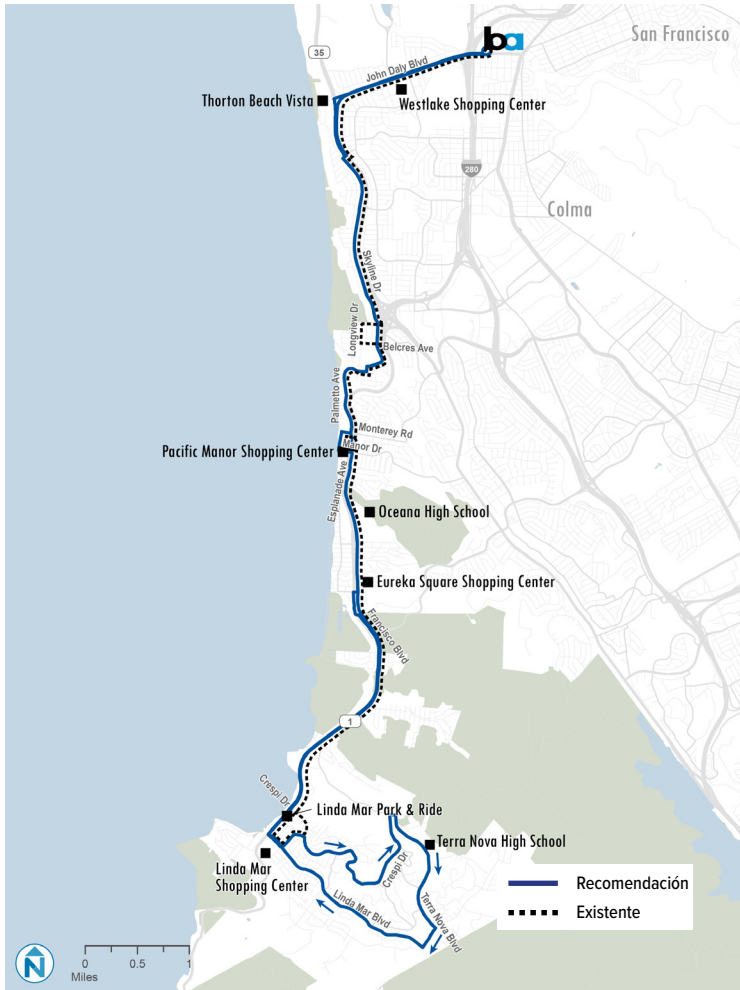 San Francisco
35
John Daly Blvd
ba
Thorton Beach Vista
Westlake Shopping Center
280
Colma
Skyline Dr
Longview Dr
Belcres Ave
Palmetto Ave
Monterey Rd
Manor Dr
Pacific Manor Shopping Center
Esplanade Ave
Oceana High School
Eureka Square Shopping Center
Francisco Blvd
1
Crespi Dr
Linda Mar Park & Ride
Terra Nova High School
Linda Mar
Shopping Center
Crespi Dr
Linda Mar Blvd
Terra Nova Blvd
Recomendación
Existente
N
0 0.5 1
Miles